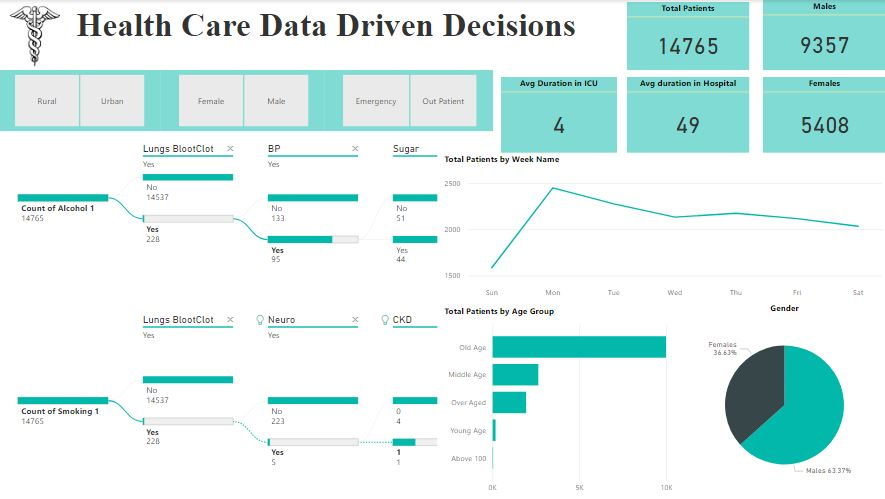 Health Care Data Driven Decisions
Total Patients
14765
Males
9357
Rural
Urban
Female
Male
Emergency
Out Patient
Avg Duration in ICU
4
Avg duration in Hospital
49
Females
5408
Lungs BlootClot
Yes
BP
Yes
Sugar
No
14537
Count of Alcohol 1
14765
Yes
228
No
133
Yes
95
No
51
Yes
44
Total Patients by Week Name
2500
2000
1500
Sun
Mon
Tue
Wed
Thu
Fri
Sat
Lungs BlootClot
Yes
Neuro
Yes
CKD
No
14537
Count of Smoking 1
14765
Yes
228
No
223
Yes
5
0
4
1
1
Total Patients by Age Group
Old Age
Middle Age
Over Aged
Young Age
Above 100
0K
5K
10K
Gender
Females
36.63%
Males 63.37%